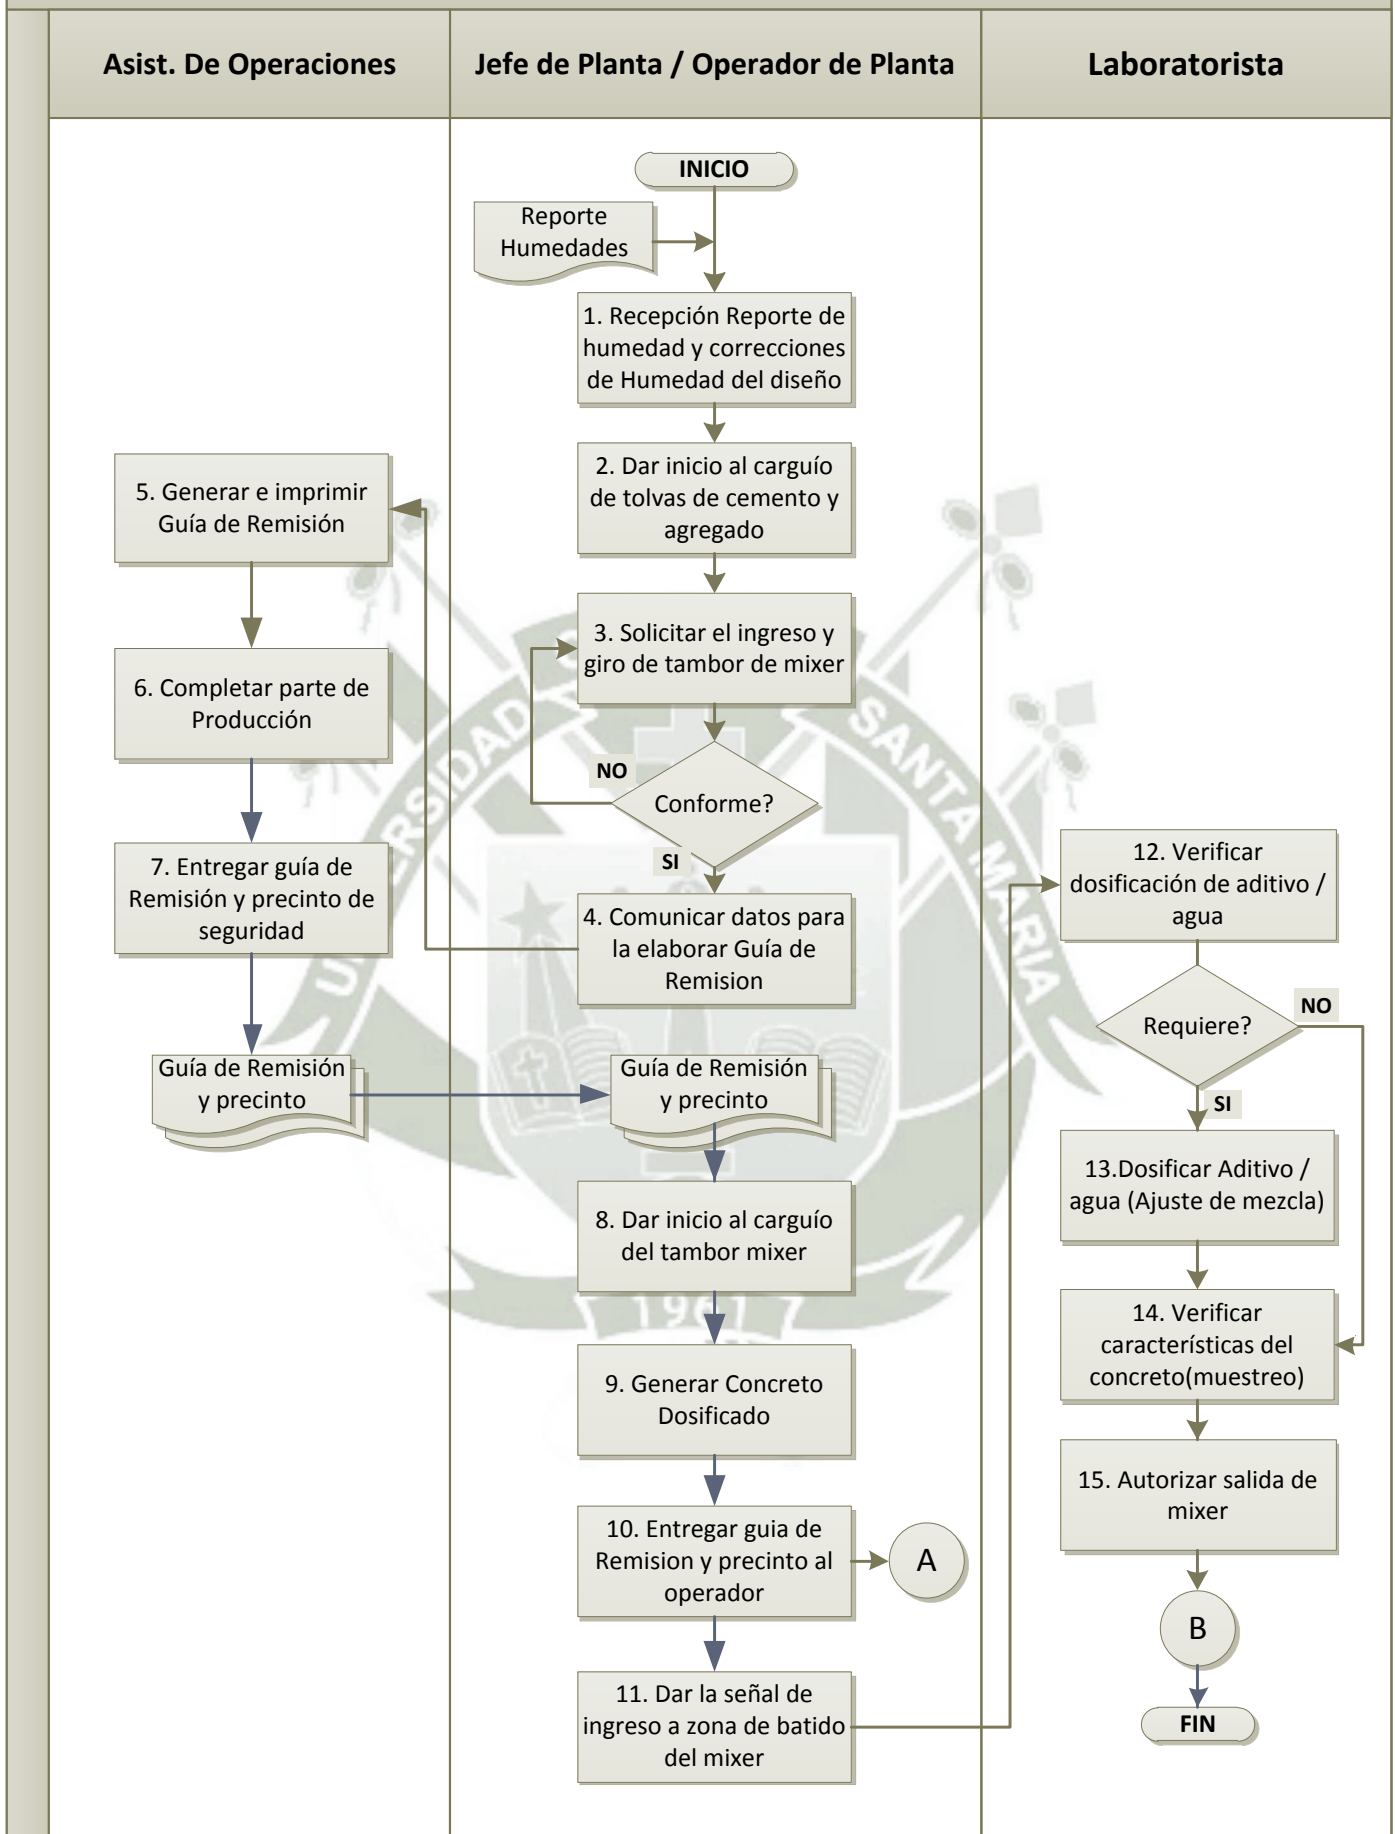 Asist. De Operaciones
Jefe de Planta / Operador de Planta
Laboratorista
INICIO
Reporte
Humedades
1. Recepción Reporte de
humedad y correcciones
de Humedad del diseño
2. Dar inicio al carguío
de tolvas de cemento y
agregado
3. Solicitar el ingreso y
giro de tambor de mixer
NO
Conforme?
SI
4. Comunicar datos para
la elaborar Guía de
Remision
5. Generar e imprimir
Guía de Remisión
6. Completar parte de
Producción
7. Entregar guía de
Remisión y precinto de
seguridad
Guía de Remisión
y precinto
Guía de Remisión
y precinto
8. Dar inicio al carguío
del tambor mixer
9. Generar Concreto
Dosificado
10. Entregar guia de
Remision y precinto al
operador
A
11. Dar la señal de
ingreso a zona de batido
del mixer
12. Verificar
dosificación de aditivo /
agua
Requiere?
NO
SI
13.Dosificar Aditivo /
agua (Ajuste de mezcla)
14. Verificar
características del
concreto(muestreo)
15. Autorizar salida de
mixer
B
FIN
SANTA MARIA
1961